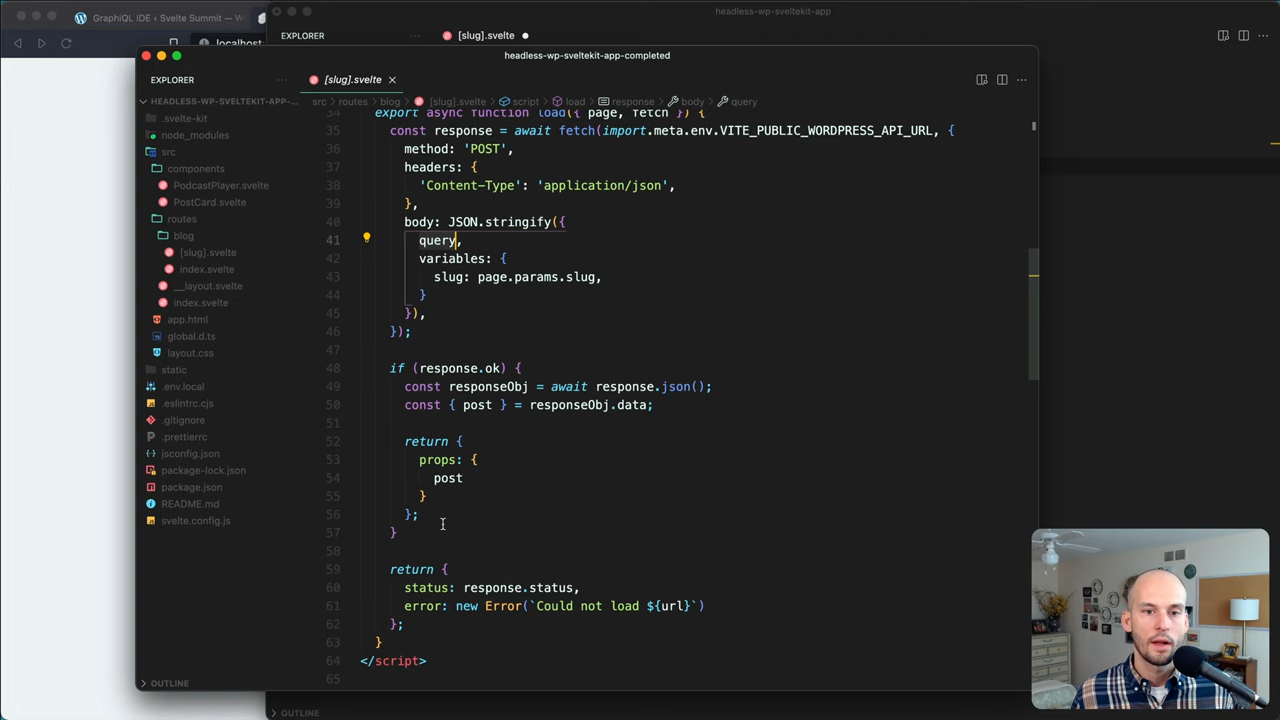 GraphiQL IDE ‹ Svelte Summit — W
headless-wp-sveltekit-app
localhost:
EXPLORER
[slug].svelte
headless-wp-sveltekit-app-completed
EXPLORER
[slug].svelte
HEADLESS-WP-SVELTEKIT-APP-...
src › routes › blog › [slug].svelte › script › load › response › body › query
.svelte-kit
node_modules
src
components
PodcastPlayer.svelte
PostCard.svelte
routes
blog
[slug].svelte
index.svelte
__layout.svelte
index.svelte
app.html
global.d.ts
layout.css
static
.env.local
.eslintrc.cjs
.gitignore
.prettierrc
jsconfig.json
package-lock.json
package.json
README.md
svelte.config.js
OUTLINE
34 export async function load({ page, fetch }) {
35 const response = await fetch(import.meta.env.VITE_PUBLIC_WORDPRESS_API_URL, {
36 method: 'POST',
37 headers: {
38 'Content-Type': 'application/json',
39 },
40 body: JSON.stringify({
41 query,
42 variables: {
43 slug: page.params.slug,
44 }
45 }),
46 });
47
48 if (response.ok) {
49 const responseObj = await response.json();
50 const { post } = responseObj.data;
51
52 return {
53 props: {
54 post
55 }
56 };
57 }
58
59 return {
60 status: response.status,
61 error: new Error(`Could not load ${url}`)
62 };
63 }
64 </script>
65
OUTLINE